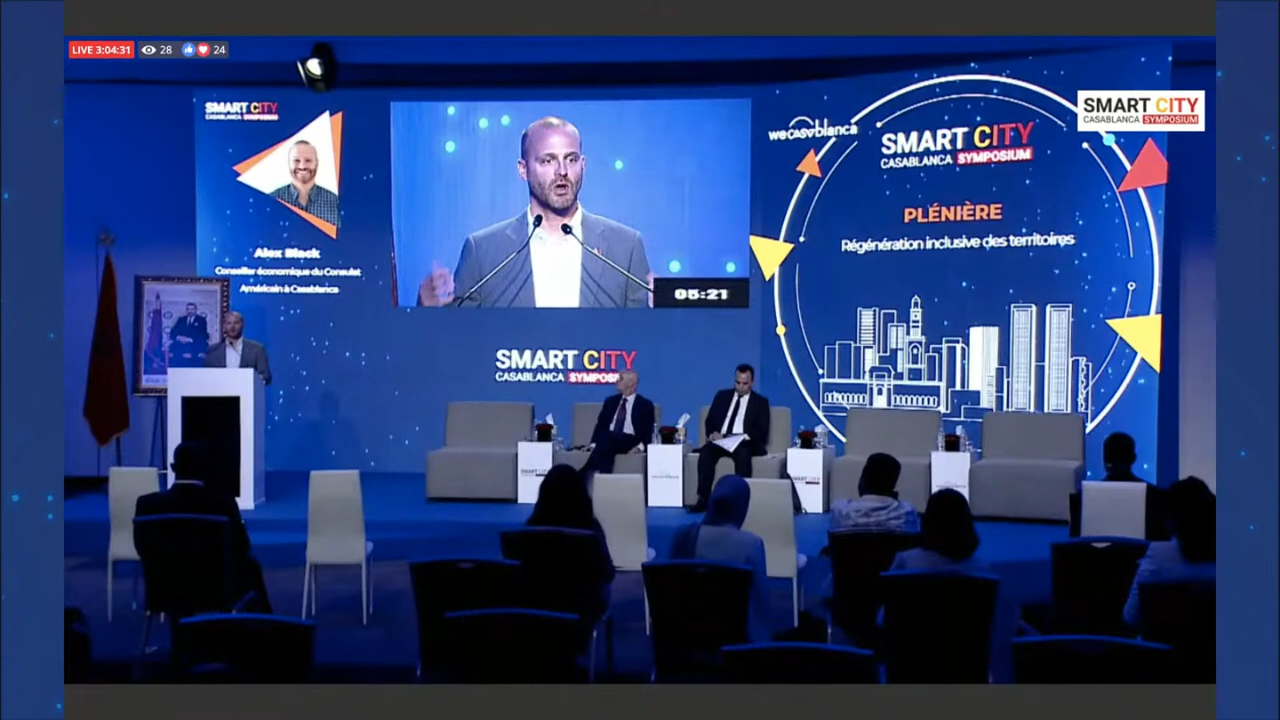 LIVE 3:04:31
28
24
SMART CITY
CASABLANCA SYMPOSIUM
Alex Black
Conseiller économique du Consulat
Américain à Casablanca
05:21
SMART CITY
CASABLANCA
wecasablanca
SMART CITY
CASABLANCA SYMPOSIUM
PLÉNIÈRE
Régénération inclusive des territoires
SMART CITY
CASABLANCA SYMPOSIUM